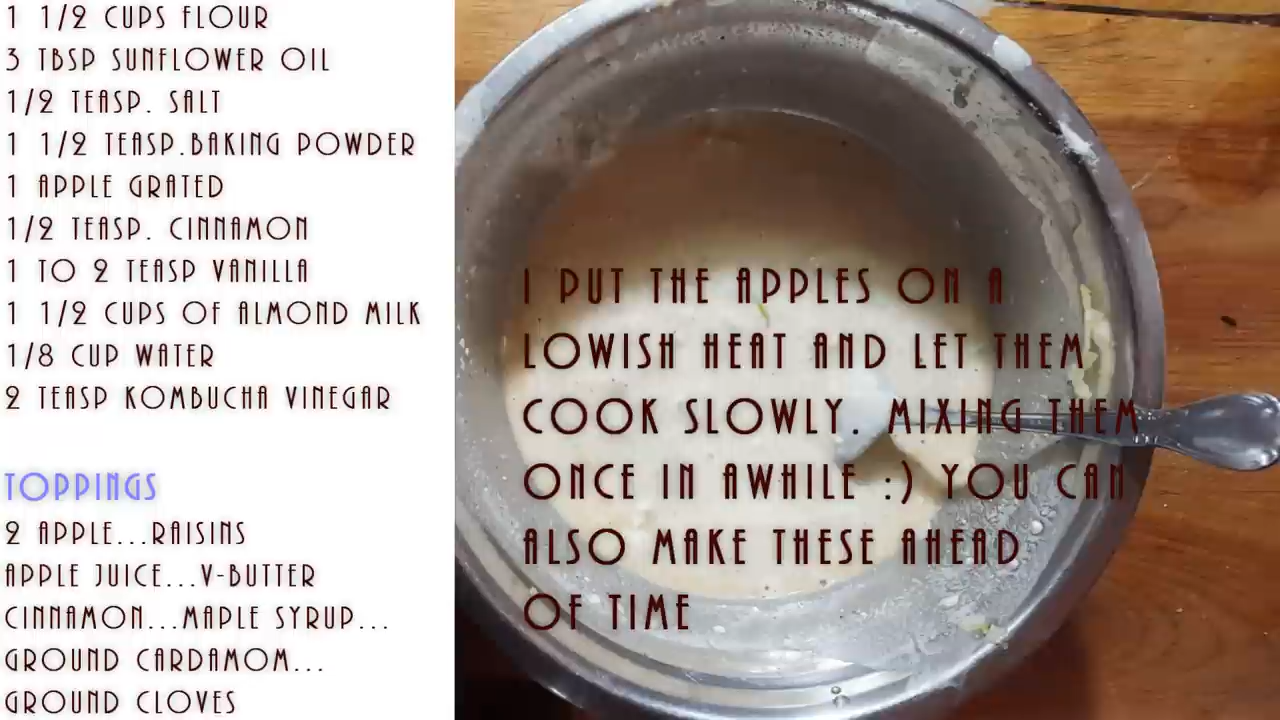 1 1/2 CUPS FLOUR
3 TBSP SUNFLOWER OIL
1/2 TEASP. SALT
1 1/2 TEASP.BAKING POWDER
1 APPLE GRATED
1/2 TEASP. CINNAMON
1 TO 2 TEASP VANILLA
1 1/2 CUPS OF ALMOND MILK
1/8 CUP WATER
2 TEASP KOMBUCHA VINEGAR
TOPPINGS
2 APPLE...RAISINS
APPLE JUICE...V-BUTTER
CINNAMON...MAPLE SYRUP...
GROUND CARDAMOM...
GROUND CLOVES
I PUT THE APPLES ON A
LOWISH HEAT AND LET THEM
COOK SLOWLY. MIXING THEM
ONCE IN AWHILE :) YOU CAN
ALSO MAKE THESE AHEAD
OF TIME